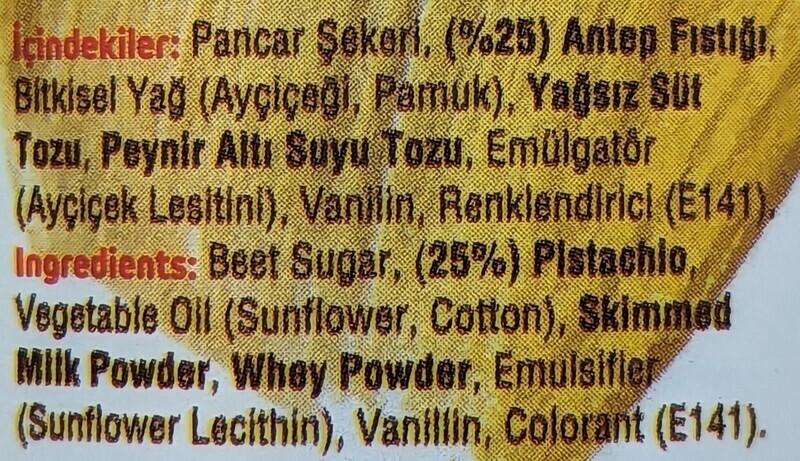 İçindekiler: Pancar Şekeri, (%25) Antep Fıstığı,
Bitkisel Yağ (Ayçiçeği, Pamuk), Yağsız Süt
Tozu, Peynir Altı Suyu Tozu, Emülgatör
(Ayçiçek Lesitini), Vanilin, Renklendirici (E141).
Ingredients: Beet Sugar, (25%) Pistachio,
Vegetable Oil (Sunflower, Cotton), Skimmed
Milk Powder, Whey Powder, Emulsifier
(Sunflower Lecithin), Vanillin, Colorant (E141).